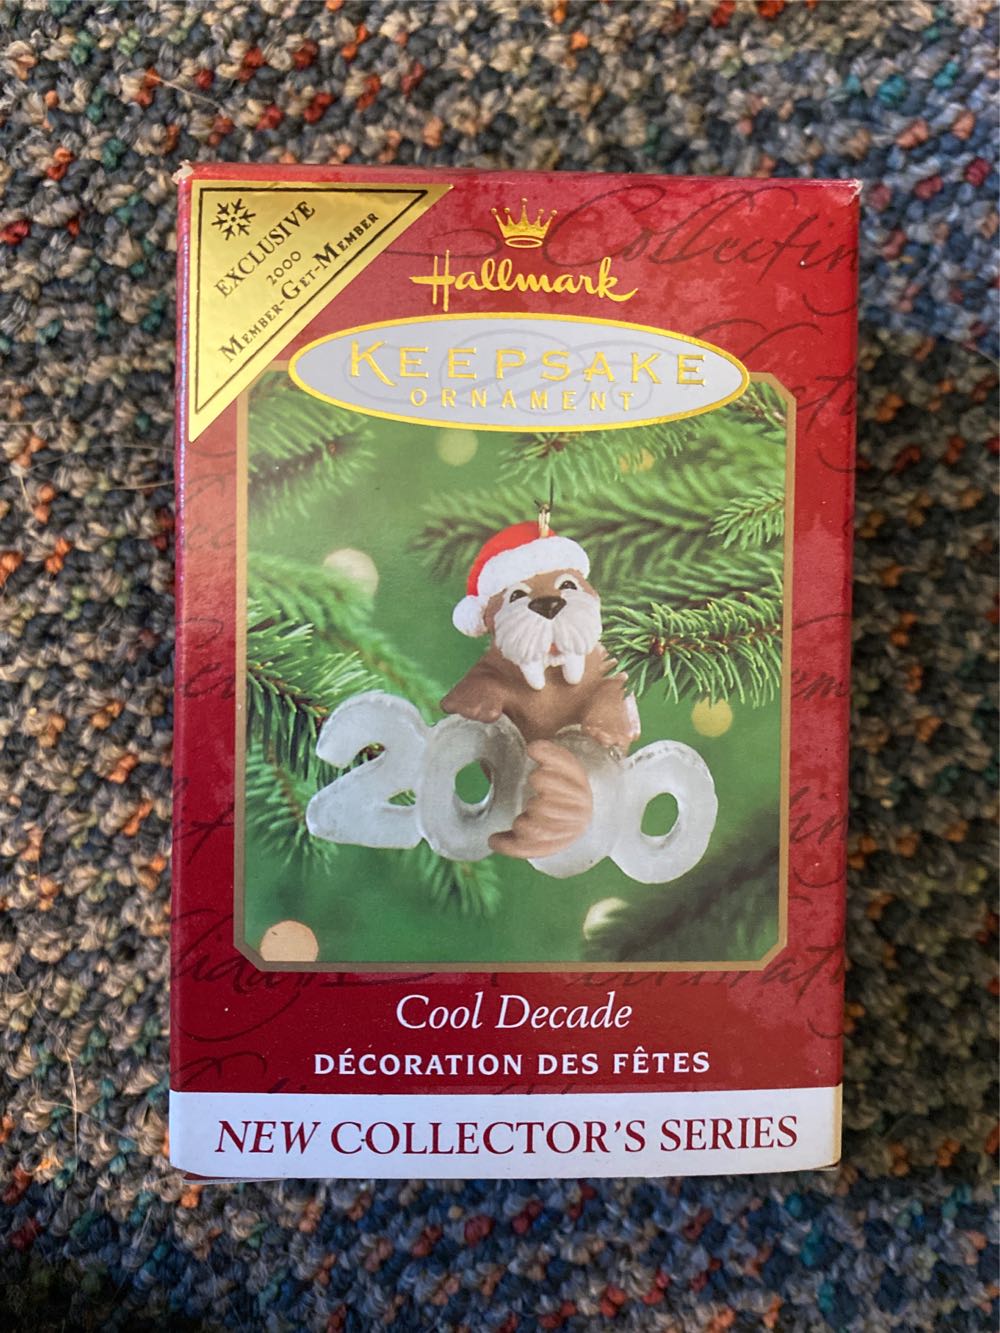 EXCLUSIVE
2000
MEMBER-GET-MEMBER
Hallmark
KEEPSAKE
ORNAMENT
2000
Cool Decade
DÉCORATION DES FÊTES
NEW COLLECTOR'S SERIES